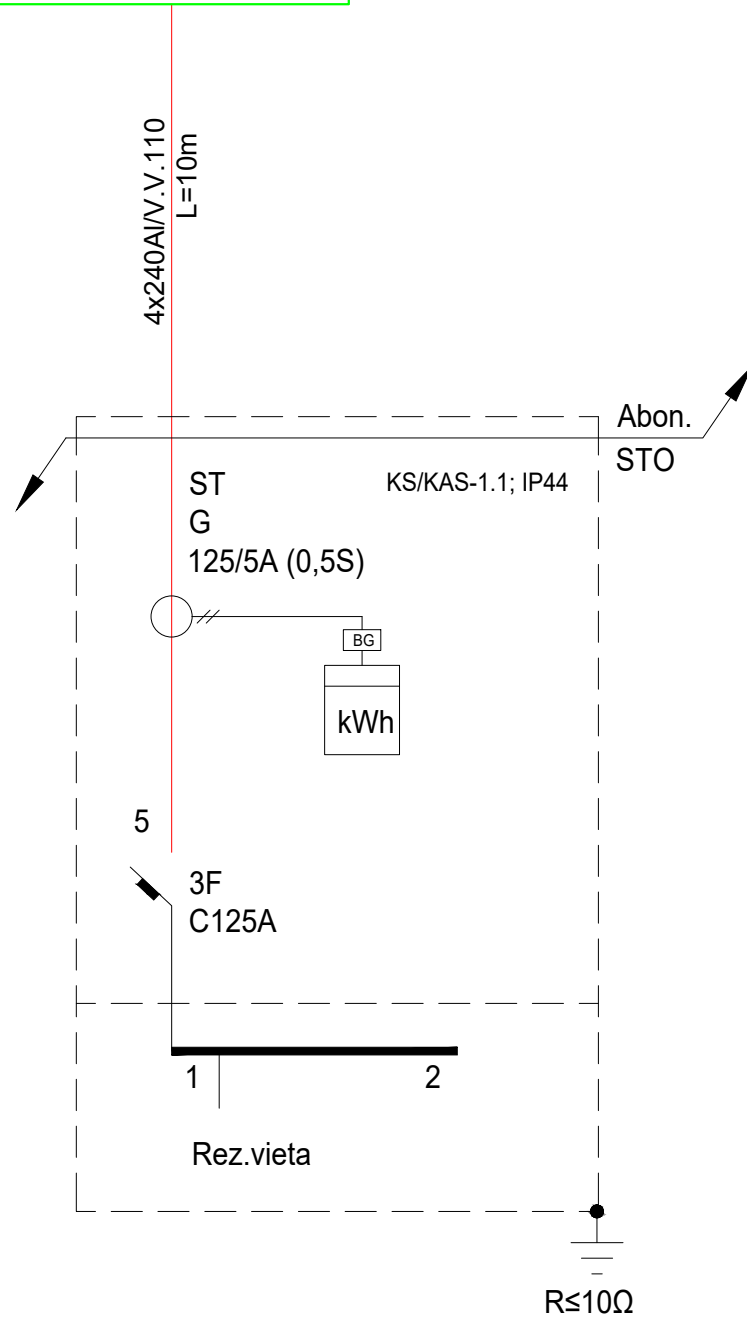 4x240Al/V.V.110
L=10m
Abon.
STO
KS/KAS-1.1; IP44
ST
G
125/5A (0,5S)
BG
kWh
5
3F
C125A
1
2
Rez.vieta
R≤10Ω